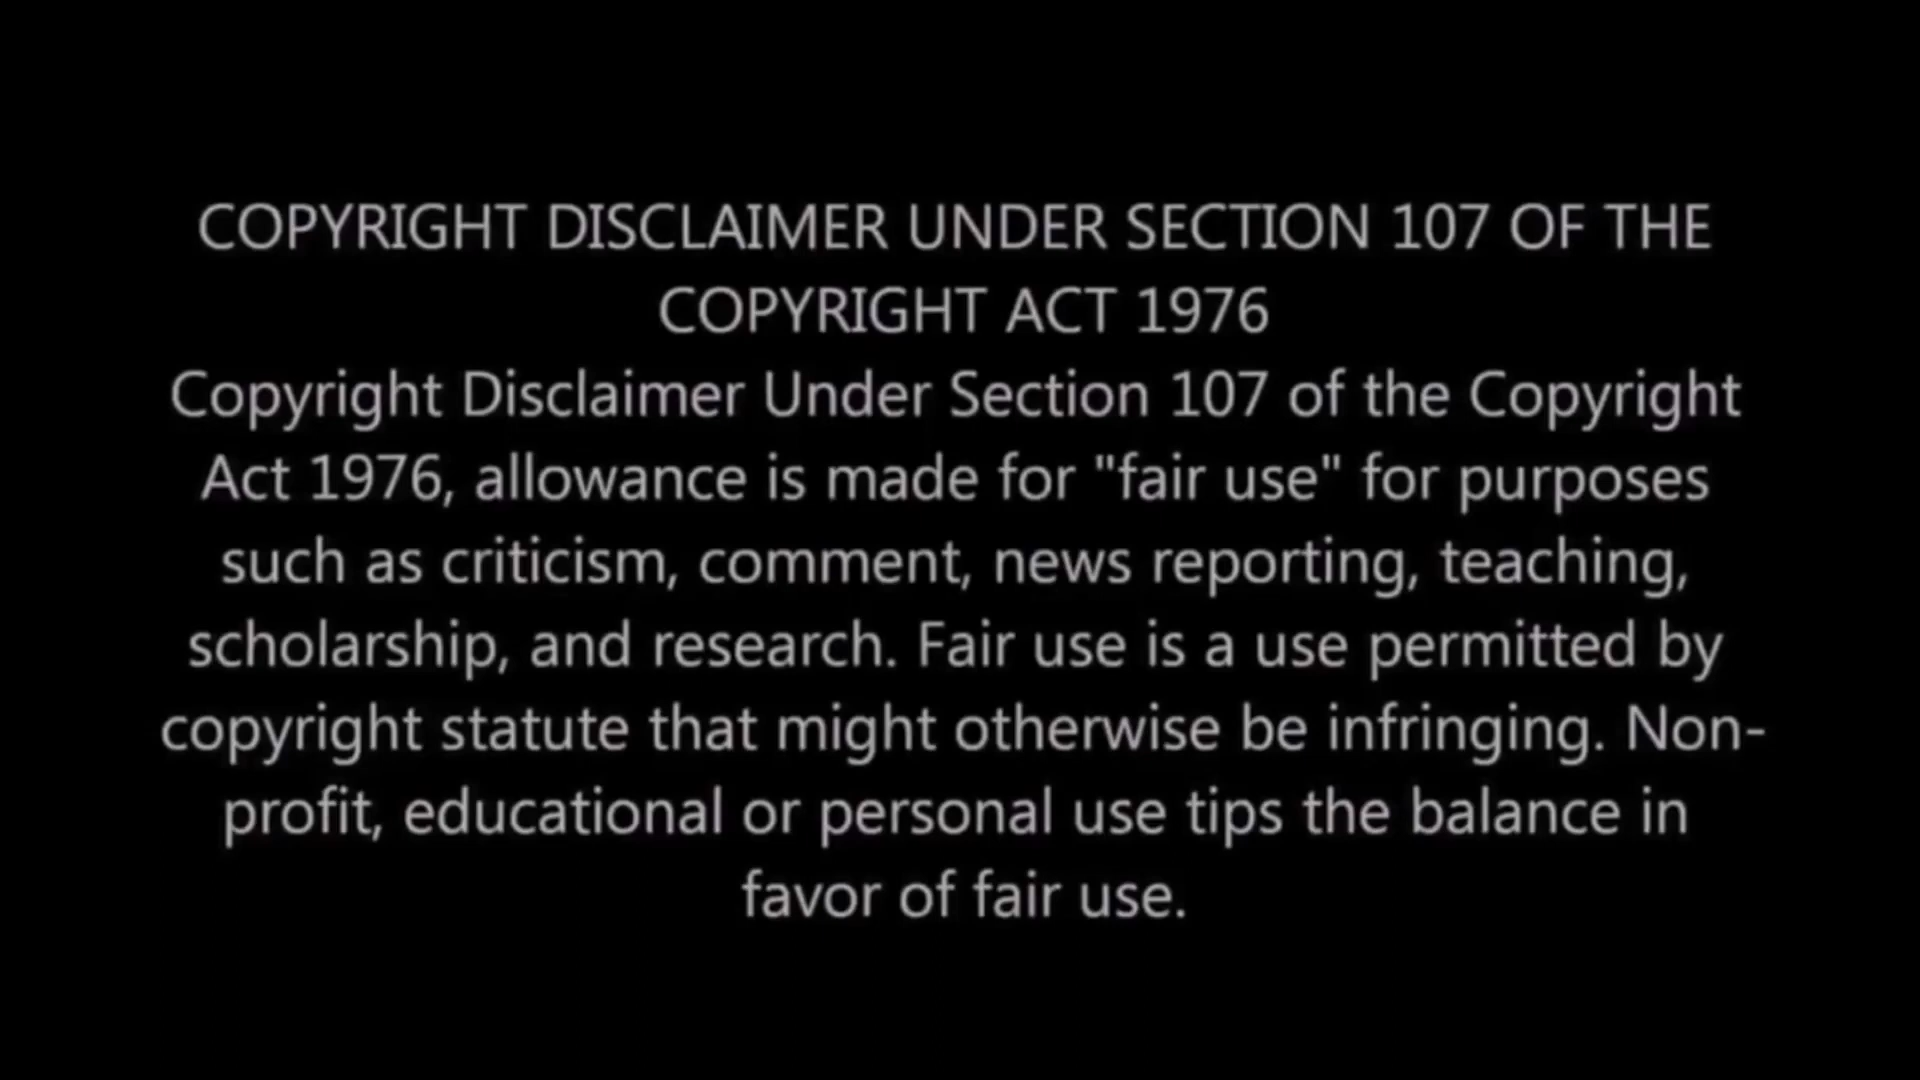 COPYRIGHT DISCLAIMER UNDER SECTION 107 OF THE
COPYRIGHT ACT 1976
Copyright Disclaimer Under Section 107 of the Copyright
Act 1976, allowance is made for "fair use" for purposes
such as criticism, comment, news reporting, teaching,
scholarship, and research. Fair use is a use permitted by
copyright statute that might otherwise be infringing. Non-
profit, educational or personal use tips the balance in
favor of fair use.